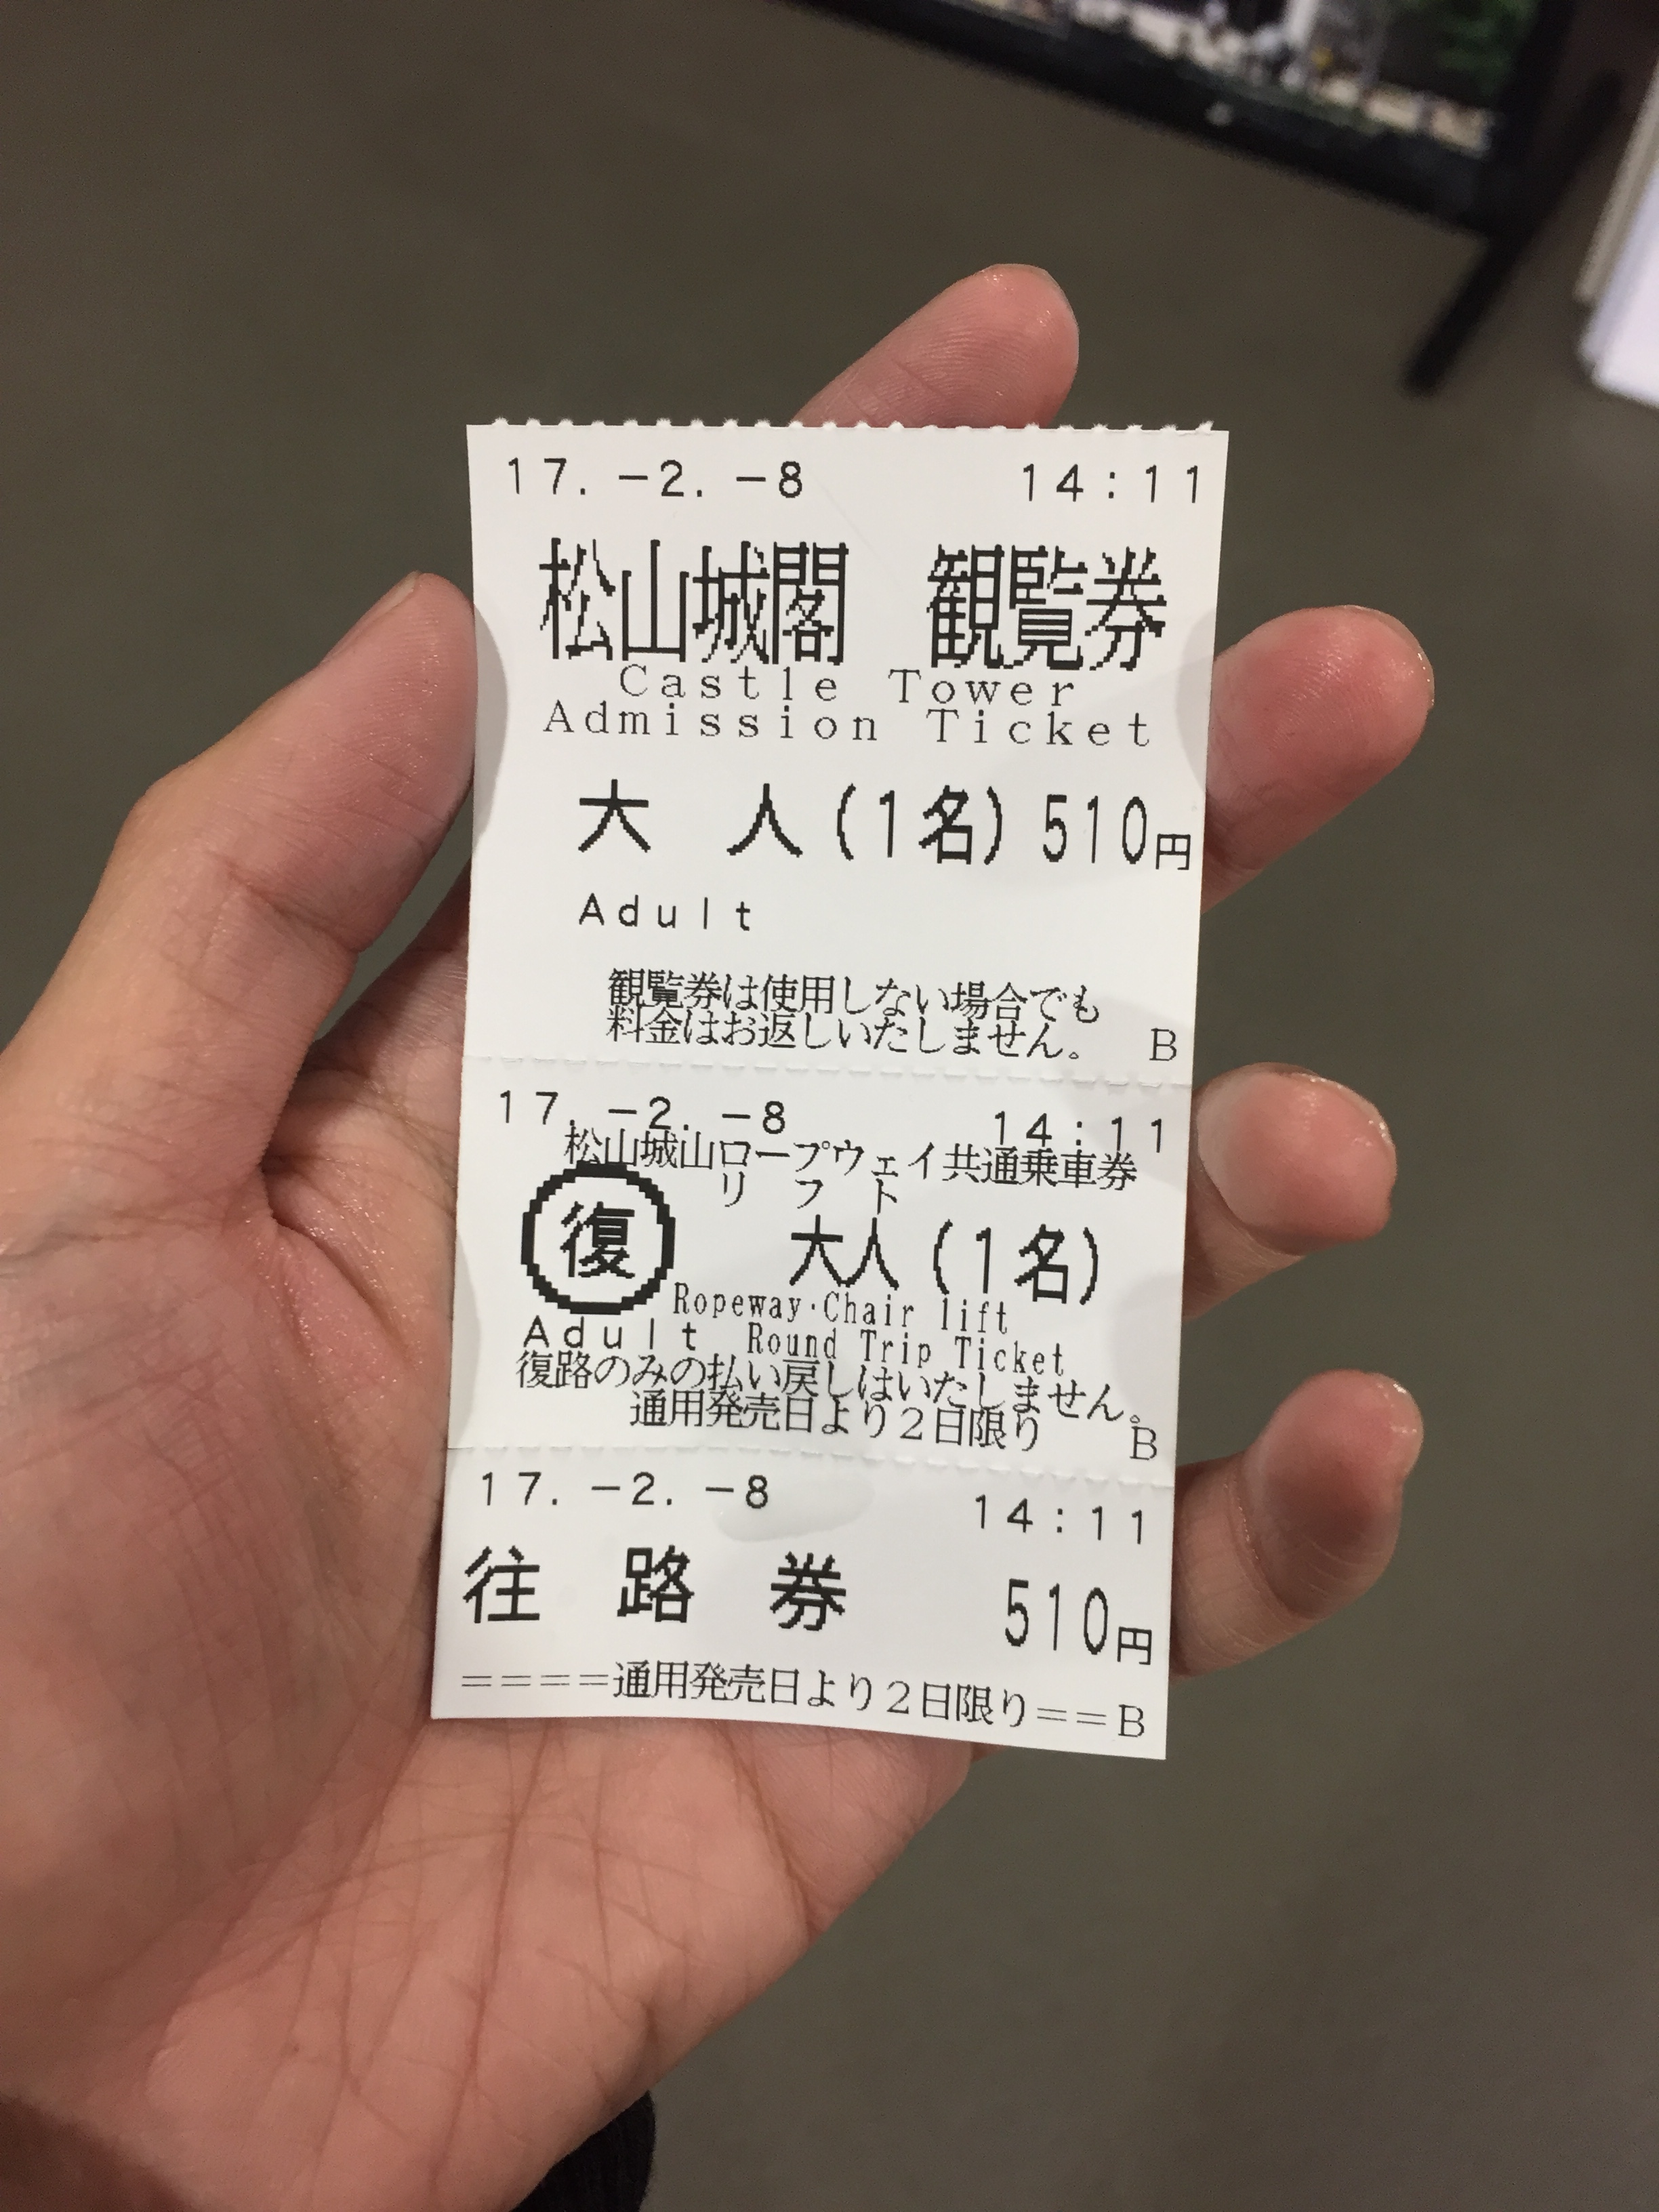 17.-2.-8 14:11
松山城閣 観覧券
Castle Tower
Admission Ticket
大 人(1名)510円
Adult
観覧券は使用しない場合でも
料金はお返しいたしません。 B
17.-2.-8 14:11
松山城山ロープウェイ共通乗車券
リフト
復 大人(1名)
Ropeway・Chair lift
Adult Round Trip Ticket
復路のみの払い戻しはいたしません。
通用発売日より2日限り B
17.-2.-8 14:11
往 路 券 510円
====通用発売日より2日限り==B